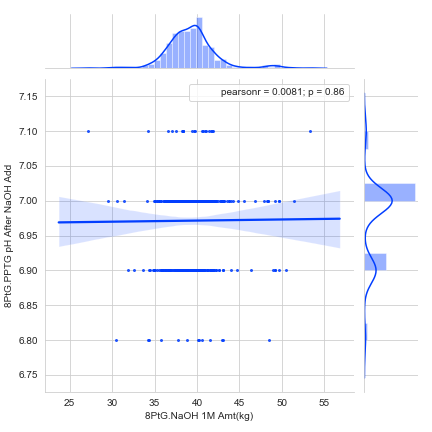 pearsonr = 0.0081; p = 0.86
7.15
7.10
7.05
7.00
6.95
6.90
6.85
6.80
6.75
8PtG.PPTG pH After NaOH Add
25 30 35 40 45 50 55
8PtG.NaOH 1M Amt(kg)